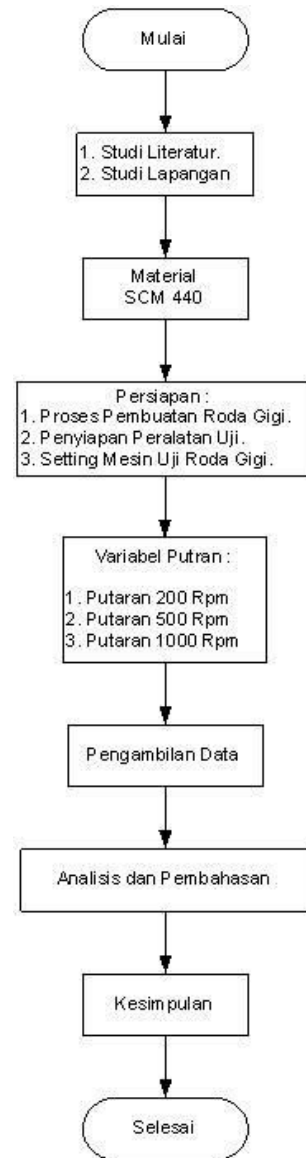 Mulai
1. Studi Literatur.
2. Studi Lapangan
Material
SCM 440
Persiapan :
1. Proses Pembuatan Roda Gigi.
2. Penyiapan Peralatan Uji.
3. Setting Mesin Uji Roda Gigi.
Variabel Putran :
1. Putaran 200 Rpm
2. Putaran 500 Rpm
3. Putaran 1000 Rpm
Pengambilan Data
Analisis dan Pembahasan
Kesimpulan
Selesai